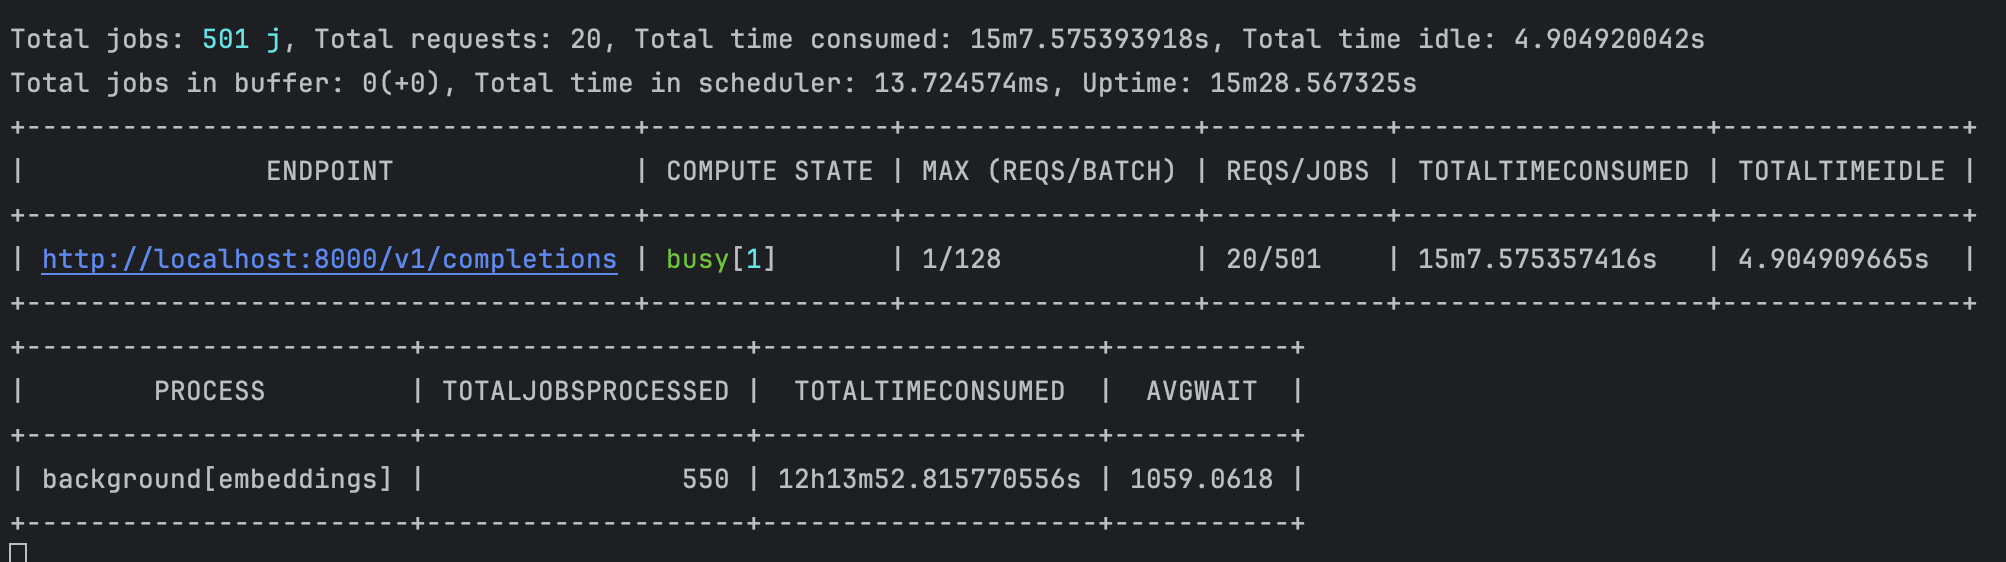 Total jobs: 501 j, Total requests: 20, Total time consumed: 15m7.575393918s, Total time idle: 4.904920042s
Total jobs in buffer: 0(+0), Total time in scheduler: 13.724574ms, Uptime: 15m28.567325s
+--------------------------------------+---------------+------------------+-----------+-------------------+---------------+
|               ENDPOINT               | COMPUTE STATE | MAX (REQS/BATCH) | REQS/JOBS | TOTALTIMECONSUMED | TOTALTIMEIDLE |
+--------------------------------------+---------------+------------------+-----------+-------------------+---------------+
| http://localhost:8000/v1/completions | busy[1]       | 1/128            | 20/501    | 15m7.575357416s   | 4.904909665s  |
+--------------------------------------+---------------+------------------+-----------+-------------------+---------------+
+------------------------+--------------------+---------------------+-----------+
|        PROCESS         | TOTALJOBSPROCESSED |  TOTALTIMECONSUMED  |  AVGWAIT  |
+------------------------+--------------------+---------------------+-----------+
| background[embeddings] |                550 | 12h13m52.815770556s | 1059.0618 |
+------------------------+--------------------+---------------------+-----------+